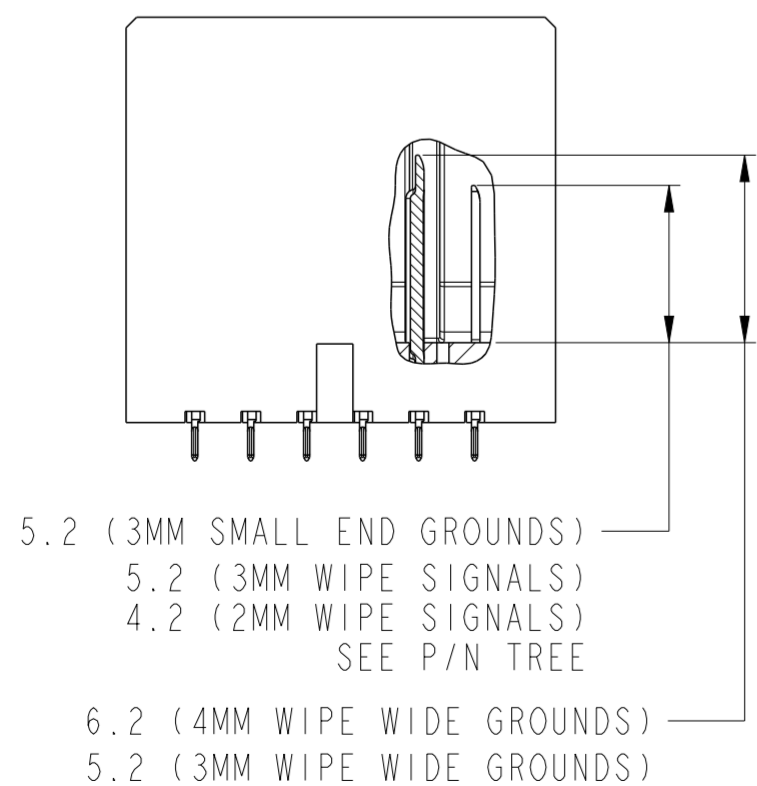 5.2 (3MM SMALL END GROUNDS)
5.2 (3MM WIPE SIGNALS)
4.2 (2MM WIPE SIGNALS)
SEE P/N TREE
6.2 (4MM WIPE WIDE GROUNDS)
5.2 (3MM WIPE WIDE GROUNDS)